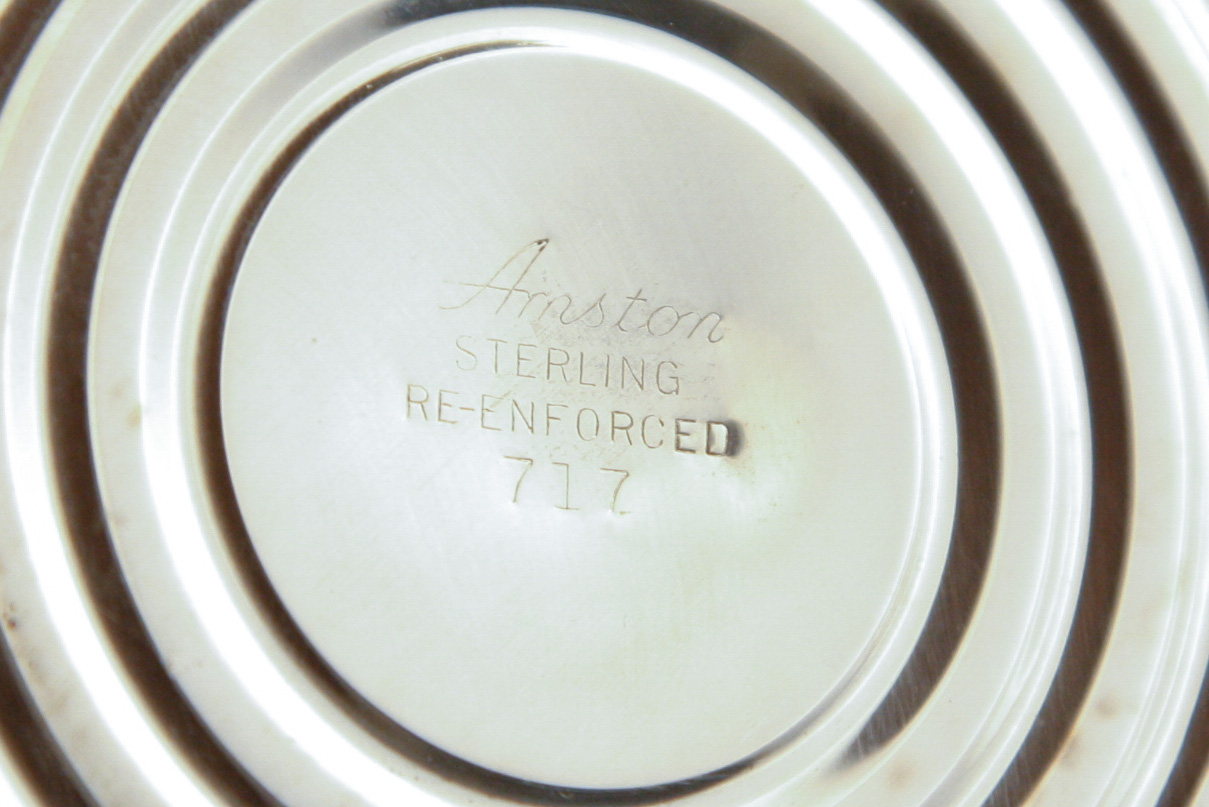 Arnston
STERLING
RE-ENFORCED
717